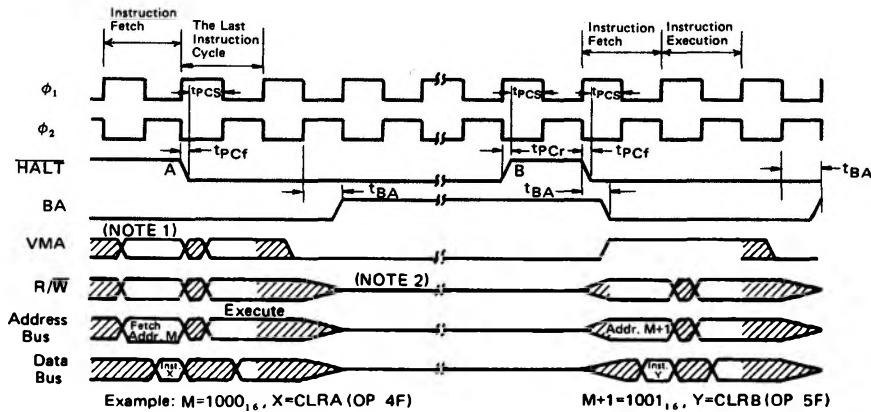 Instruction
Fetch
The Last
Instruction
Cycle
Instruction
Fetch
Instruction
Execution
ϕ1
tPCS
tPCS
tPCS
ϕ2
tPCf
tPCr
tPCf
HALT
A
B
tBA
tBA
tBA
BA
VMA
(NOTE 1)
R/W
(NOTE 2)
Address
Bus
Fetch
Addr. M
Execute
Addr. M+1
Data
Bus
Inst.
X
Inst.
Y
Example: M=1000₁₆, X=CLRA (OP 4F)
M+1=1001₁₆, Y=CLRB (OP 5F)